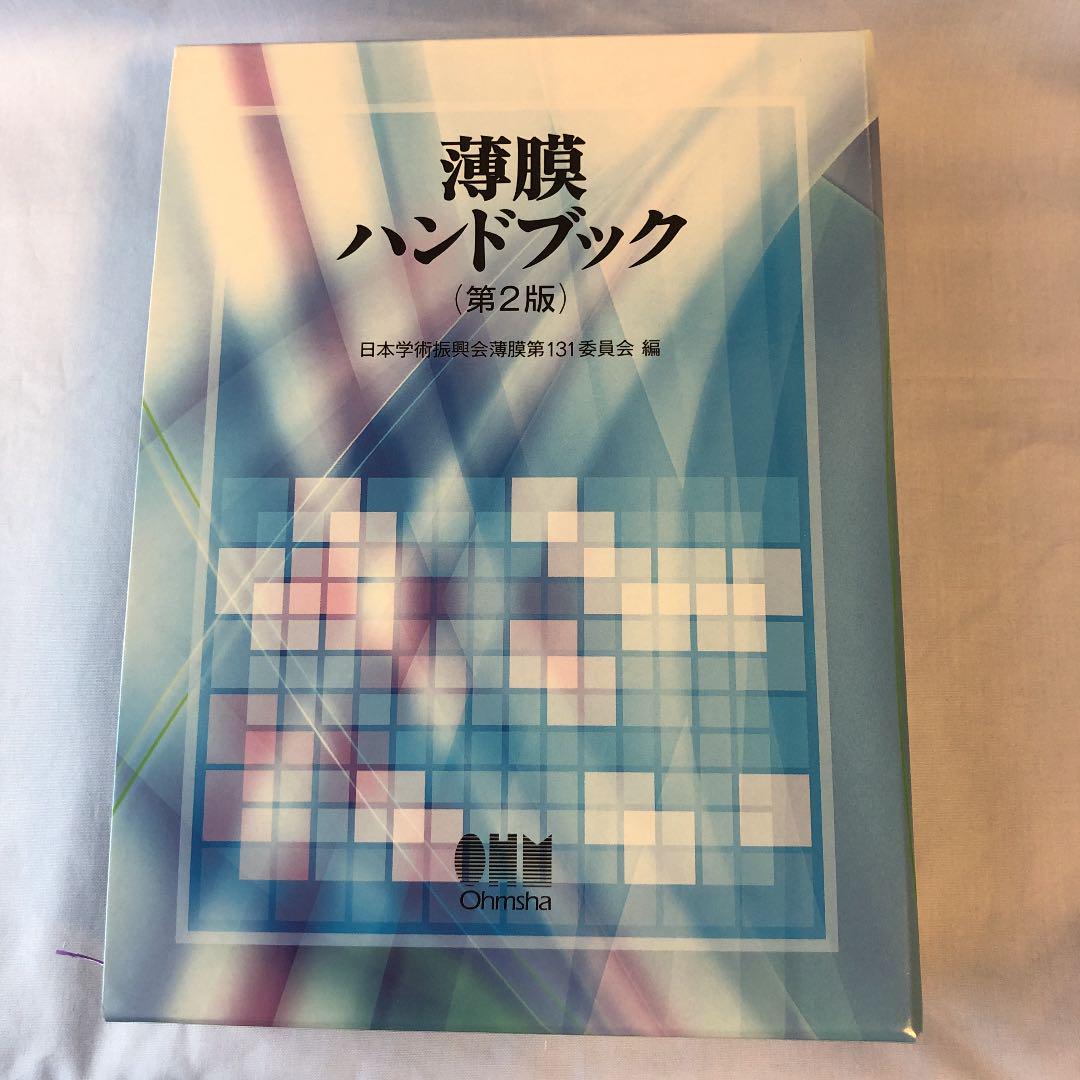 薄膜
ハンドブック
(第2版)
日本学術振興会薄膜第131委員会 編
OHM
Ohmsha